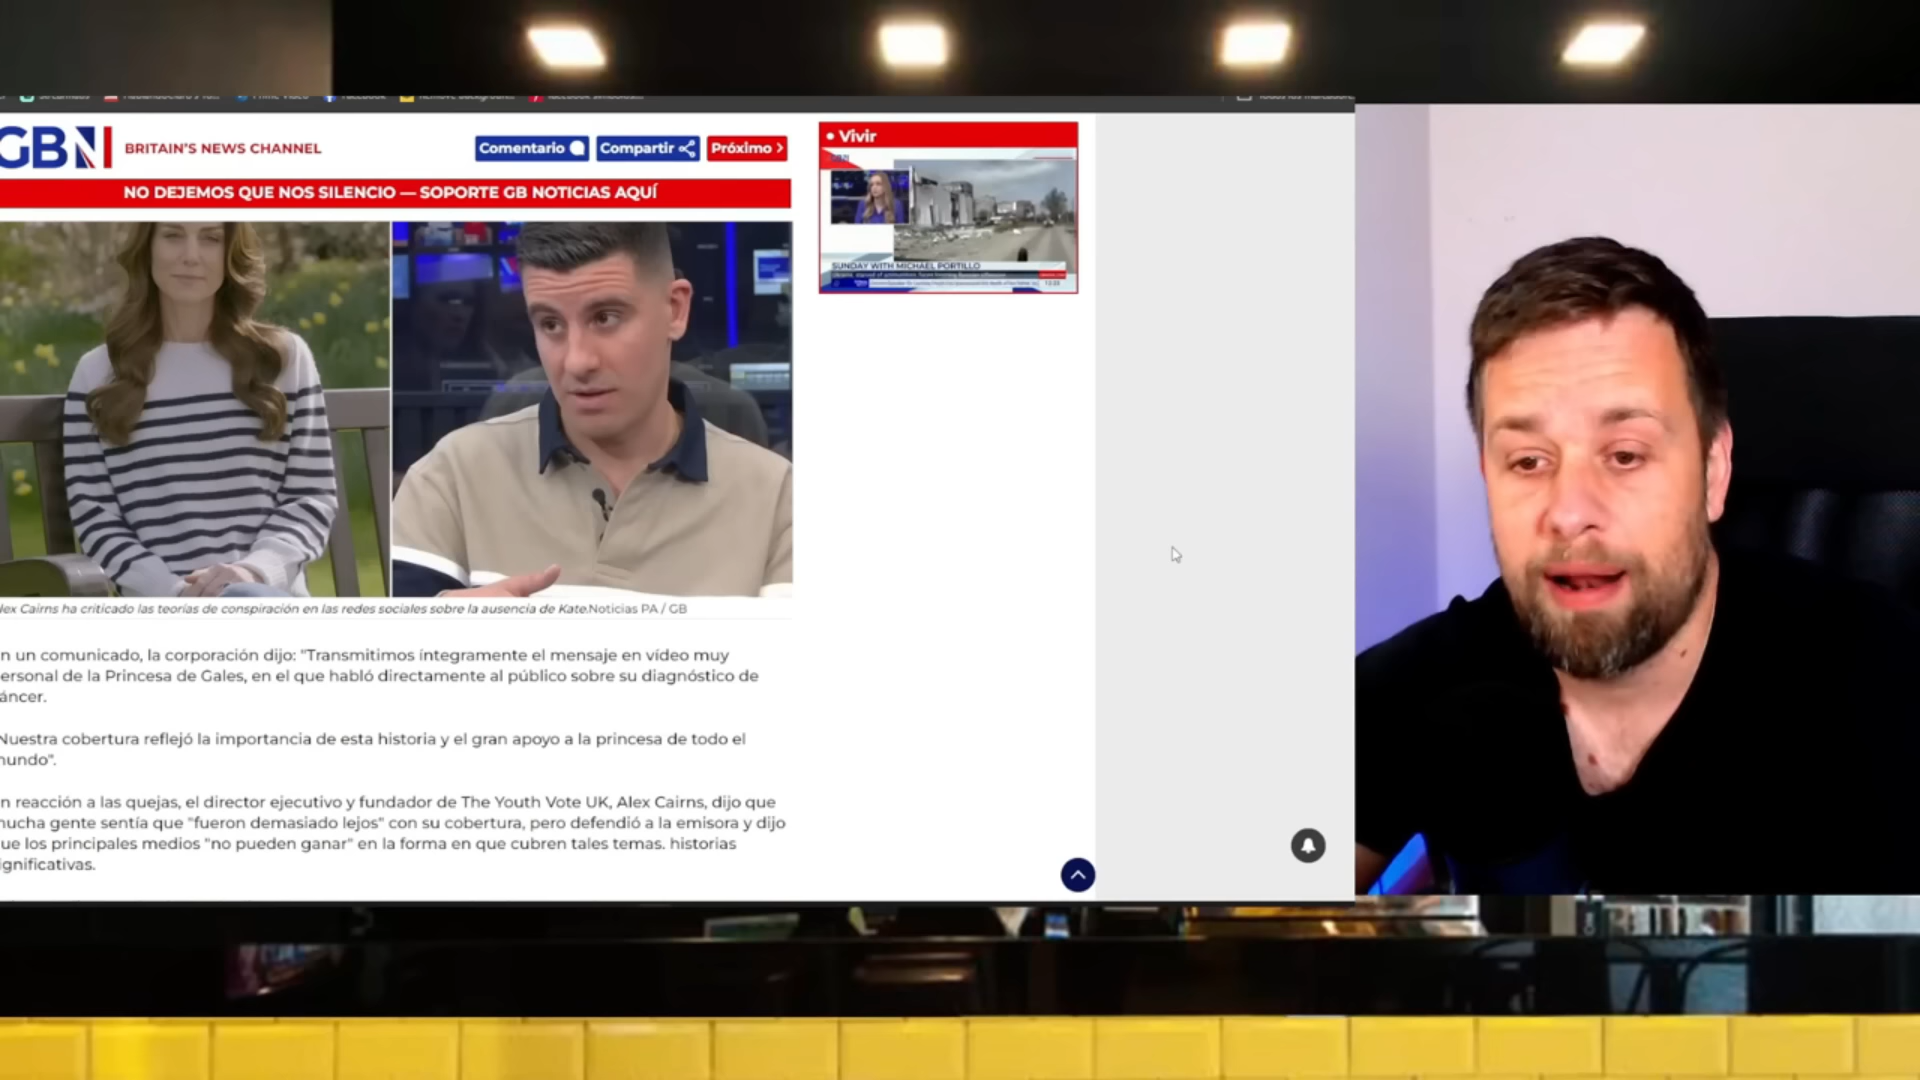 GBN
BRITAIN'S NEWS CHANNEL
Comentario
Compartir
Próximo
NO DEJEMOS QUE NOS SILENCIO — SOPORTE GB NOTICIAS AQUÍ
Vivir
SUNDAY WITH MICHAEL PORTILLO
lex Cairns ha criticado las teorías de conspiración en las redes sociales sobre la ausencia de Kate.Noticias PA / GB
n un comunicado, la corporación dijo: "Transmitimos íntegramente el mensaje en vídeo muy
ersonal de la Princesa de Gales, en el que habló directamente al público sobre su diagnóstico de
áncer.
Nuestra cobertura reflejó la importancia de esta historia y el gran apoyo a la princesa de todo el
mundo".
n reacción a las quejas, el director ejecutivo y fundador de The Youth Vote UK, Alex Cairns, dijo que
mucha gente sentía que "fueron demasiado lejos" con su cobertura, pero defendió a la emisora y dijo
ue los principales medios "no pueden ganar" en la forma en que cubren tales temas. historias
ignificativas.